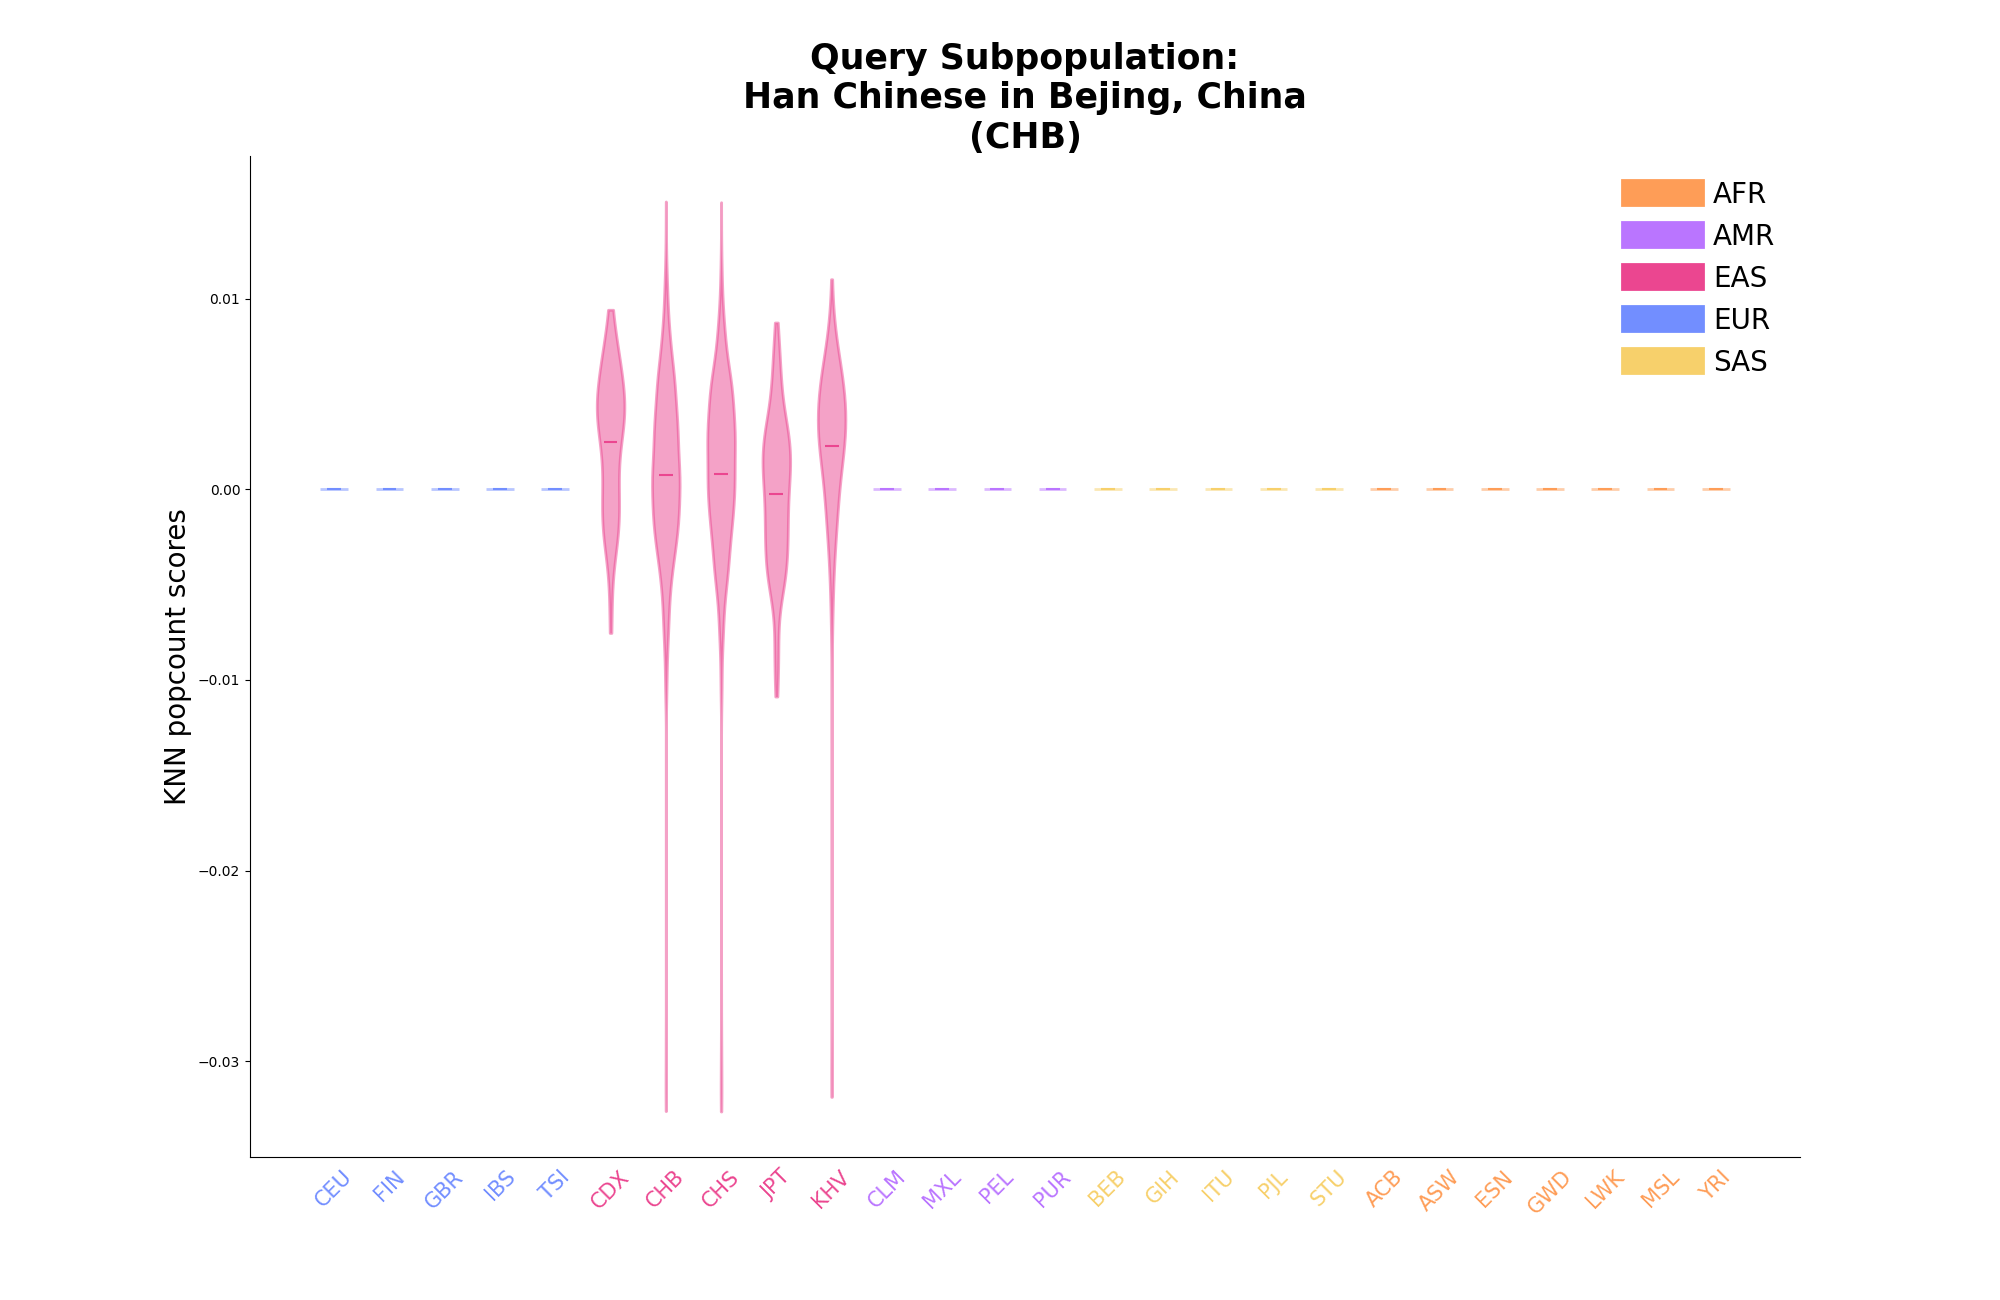 Query Subpopulation:
Han Chinese in Bejing, China
(CHB)
AFR
AMR
EAS
EUR
SAS
KNN popcount scores
0.01
0.00
−0.01
−0.02
−0.03
CEU FIN GBR IBS TSI CDX CHB CHS JPT KHV CLM MXL PEL PUR BEB GIH ITU PJL STU ACB ASW ESN GWD LWK MSL YRI